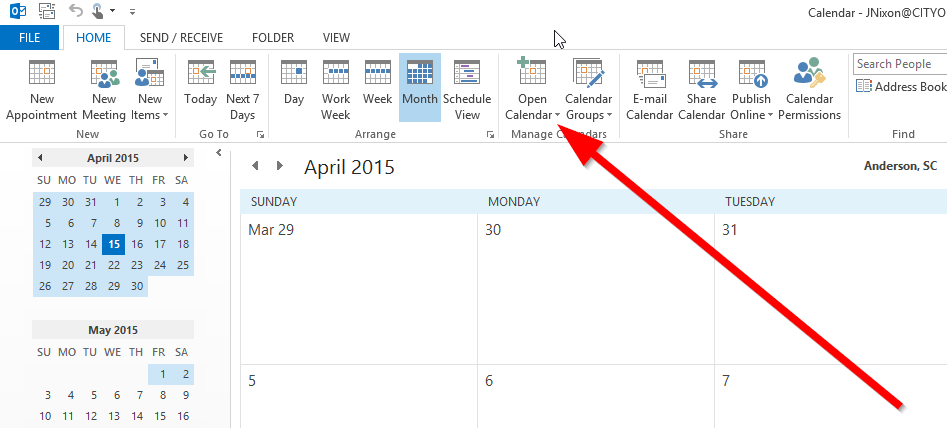 Calendar - JNixon@CITYO
FILE HOME SEND / RECEIVE FOLDER VIEW
New Appointment
New Meeting
New Items
Today
Next 7 Days
Day
Work Week
Week
Month
Schedule View
Open Calendar
Calendar Groups
E-mail Calendar
Share Calendar
Publish Online
Calendar Permissions
Search People
Address Book
New Go To Arrange Manage Calendars Share Find
April 2015
SU MO TU WE TH FR SA
29 30 31 1 2 3 4
5 6 7 8 9 10 11
12 13 14 15 16 17 18
19 20 21 22 23 24 25
26 27 28 29 30
May 2015
SU MO TU WE TH FR SA
1 2
3 4 5 6 7 8 9
10 11 12 13 14 15 16
April 2015
Anderson, SC
SUNDAY MONDAY TUESDAY
Mar 29 30 31
5 6 7